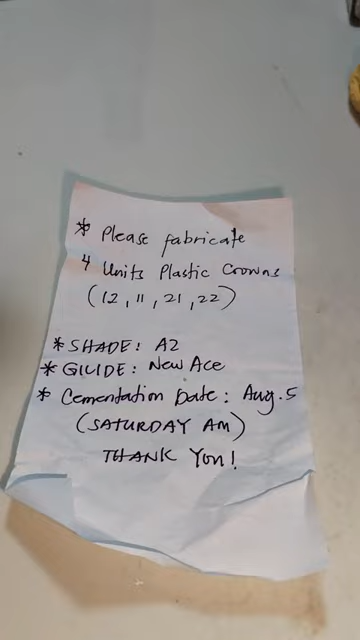 * Please fabricate
4 Units Plastic Crowns
(12, 11, 21, 22)
* SHADE: A2
* GUIDE: New Ace
* Cementation Date: Aug. 5
(SATURDAY AM)
THANK YOU!